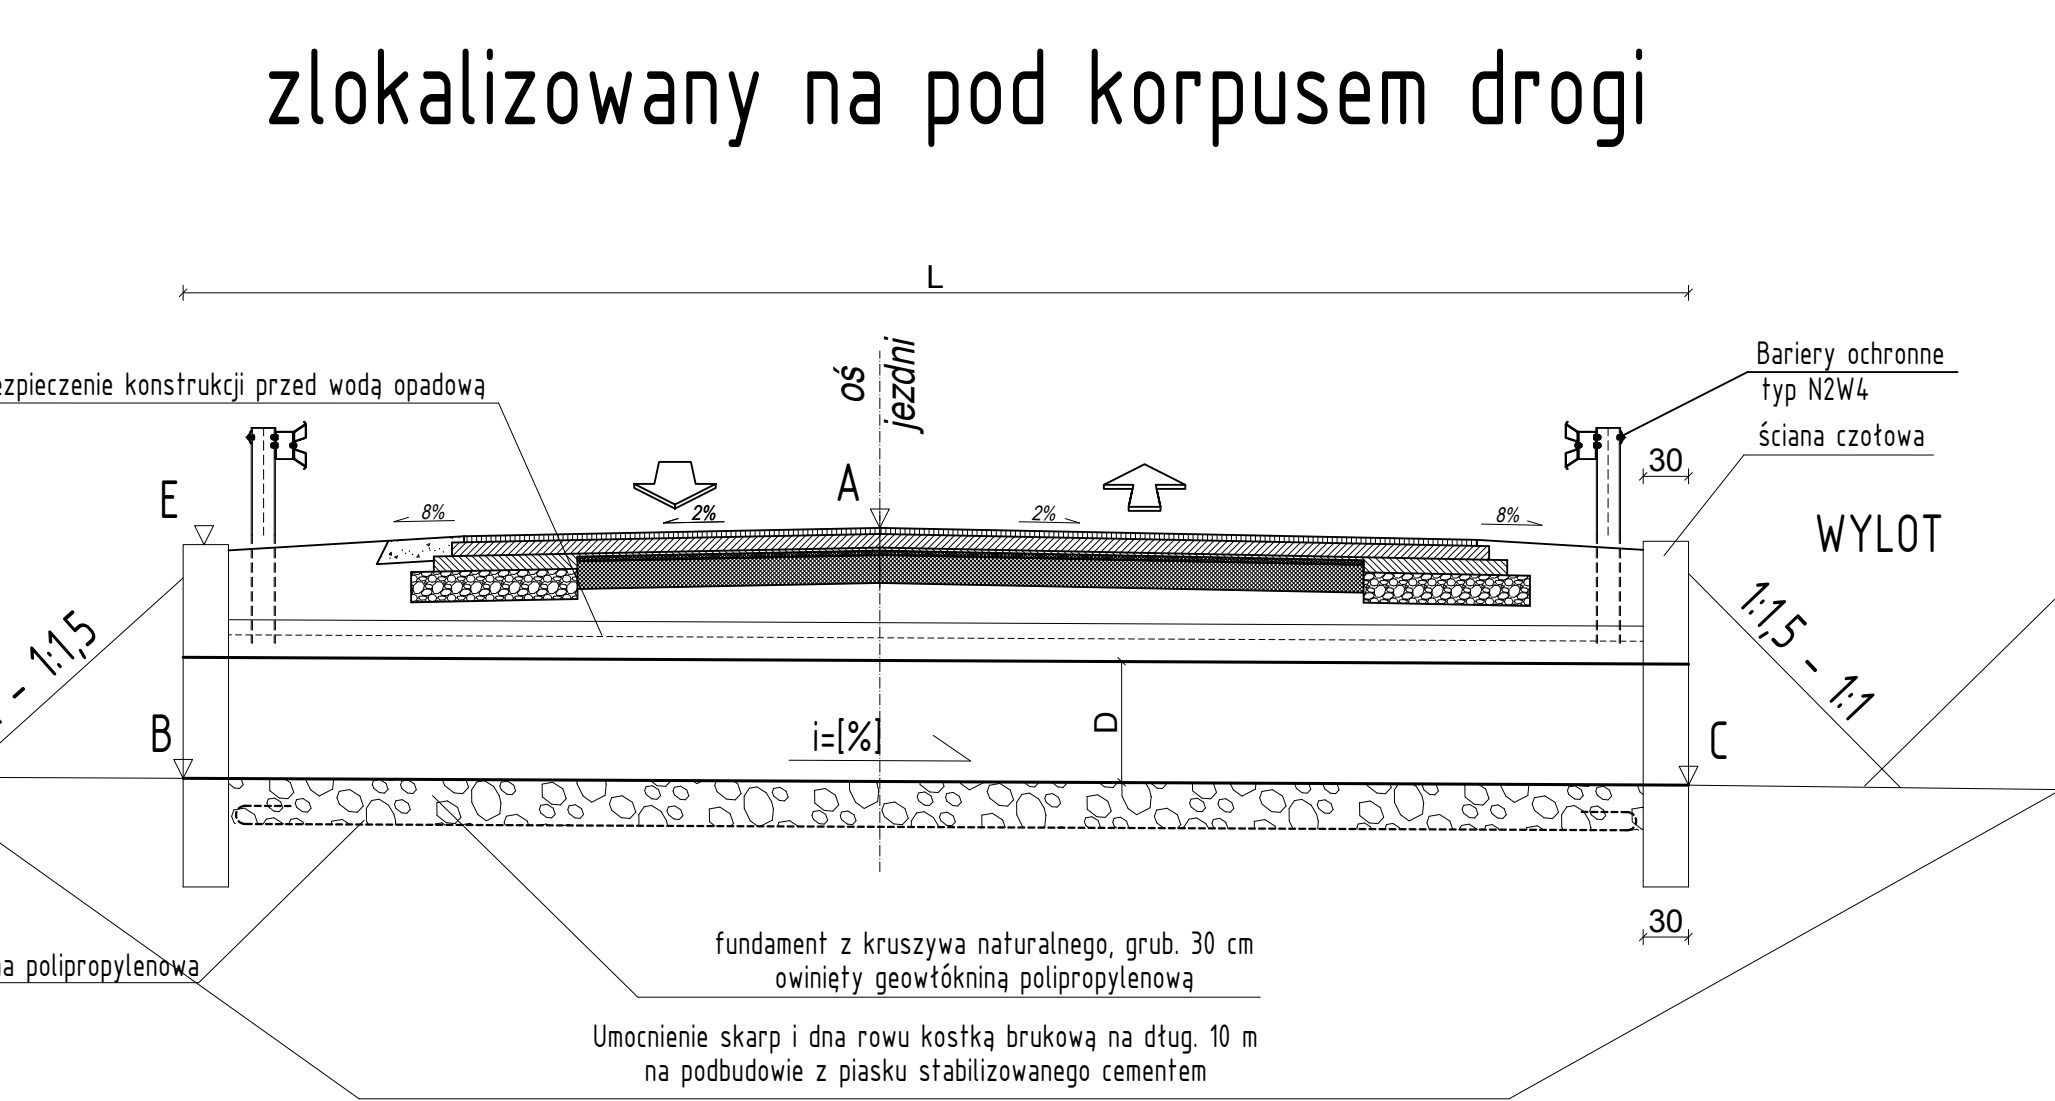 zlokalizowany na pod korpusem drogi
L
oś
jezdni
Bariery ochronne
typ N2W4
ezpieczenie konstrukcji przed wodą opadową
ściana czołowa
30
A
E
8%
2%
2%
8%
WYLOT
- 1:1,5
1:1,5 - 1:1
B
i=[%]
D
C
30
fundament z kruszywa naturalnego, grub. 30 cm
na polipropylenowa
owinięty geowłókniną polipropylenową
Umocnienie skarp i dna rowu kostką brukową na dług. 10 m
na podbudowie z piasku stabilizowanego cementem